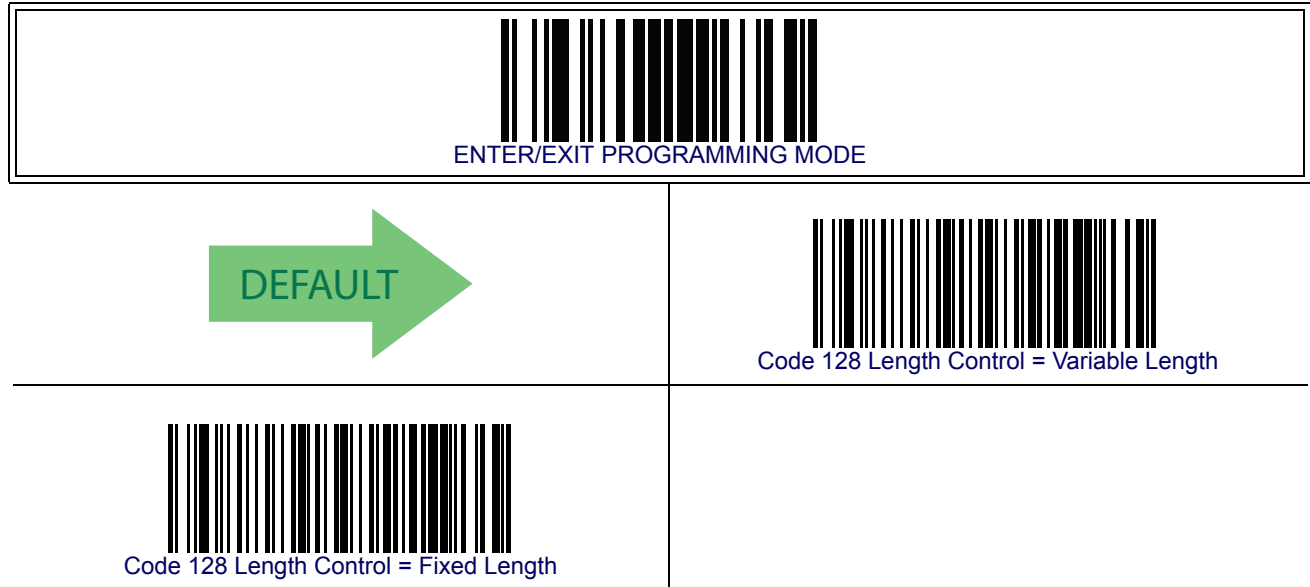 ENTER/EXIT PROGRAMMING MODE
DEFAULT
Code 128 Length Control = Variable Length
Code 128 Length Control = Fixed Length